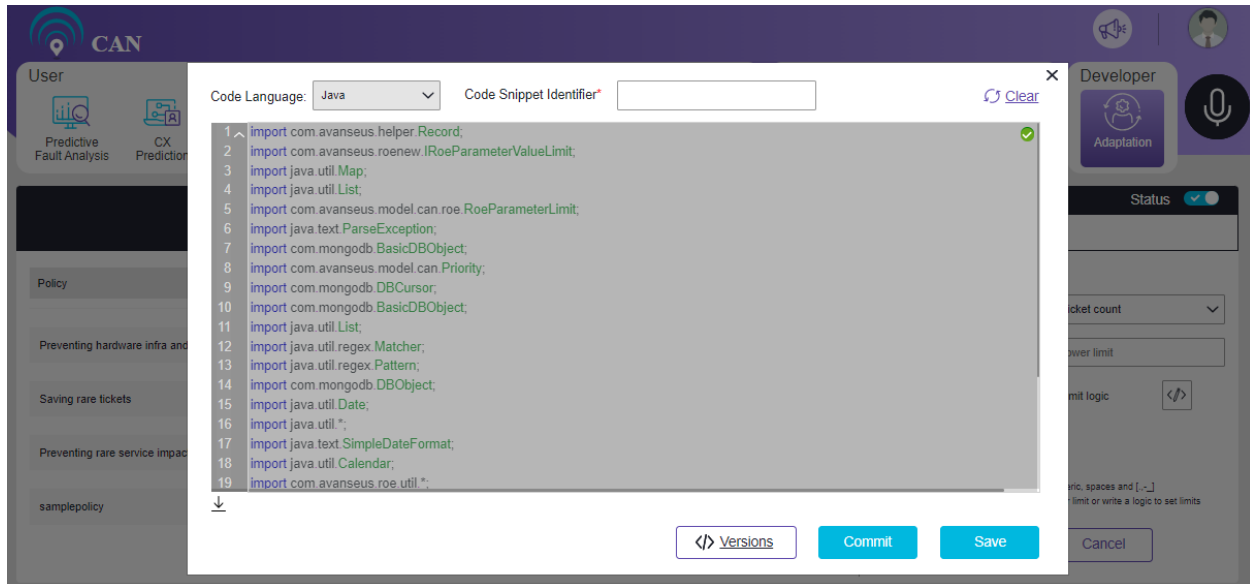 CAN
User
Developer
Predictive
Fault Analysis
CX
Prediction
Adaptation
Code Language: Java
Code Snippet Identifier*
Clear
1 import com.avanseus.helper.Record;
2 import com.avanseus.roenew.IRoeParameterValueLimit;
3 import java.util.Map;
4 import java.util.List;
5 import com.avanseus.model.can.roe.RoeParameterLimit;
6 import java.text.ParseException;
7 import com.mongodb.BasicDBObject;
8 import com.avanseus.model.can.Priority;
9 import com.mongodb.DBCursor;
10 import com.mongodb.BasicDBObject;
11 import java.util.List;
12 import java.util.regex.Matcher;
13 import java.util.regex.Pattern;
14 import com.mongodb.DBObject;
15 import java.util.Date;
16 import java.util.*;
17 import java.text.SimpleDateFormat;
18 import java.util.Calendar;
19 import com.avanseus.roe.util.*;
</> Versions
Commit
Save
Policy
Preventing hardware infra and
Saving rare tickets
Preventing rare service impac
samplepolicy
Status
icket count
ower limit
mit logic
</>
eric, spaces and [..-_]
limit or write a logic to set limits
Cancel